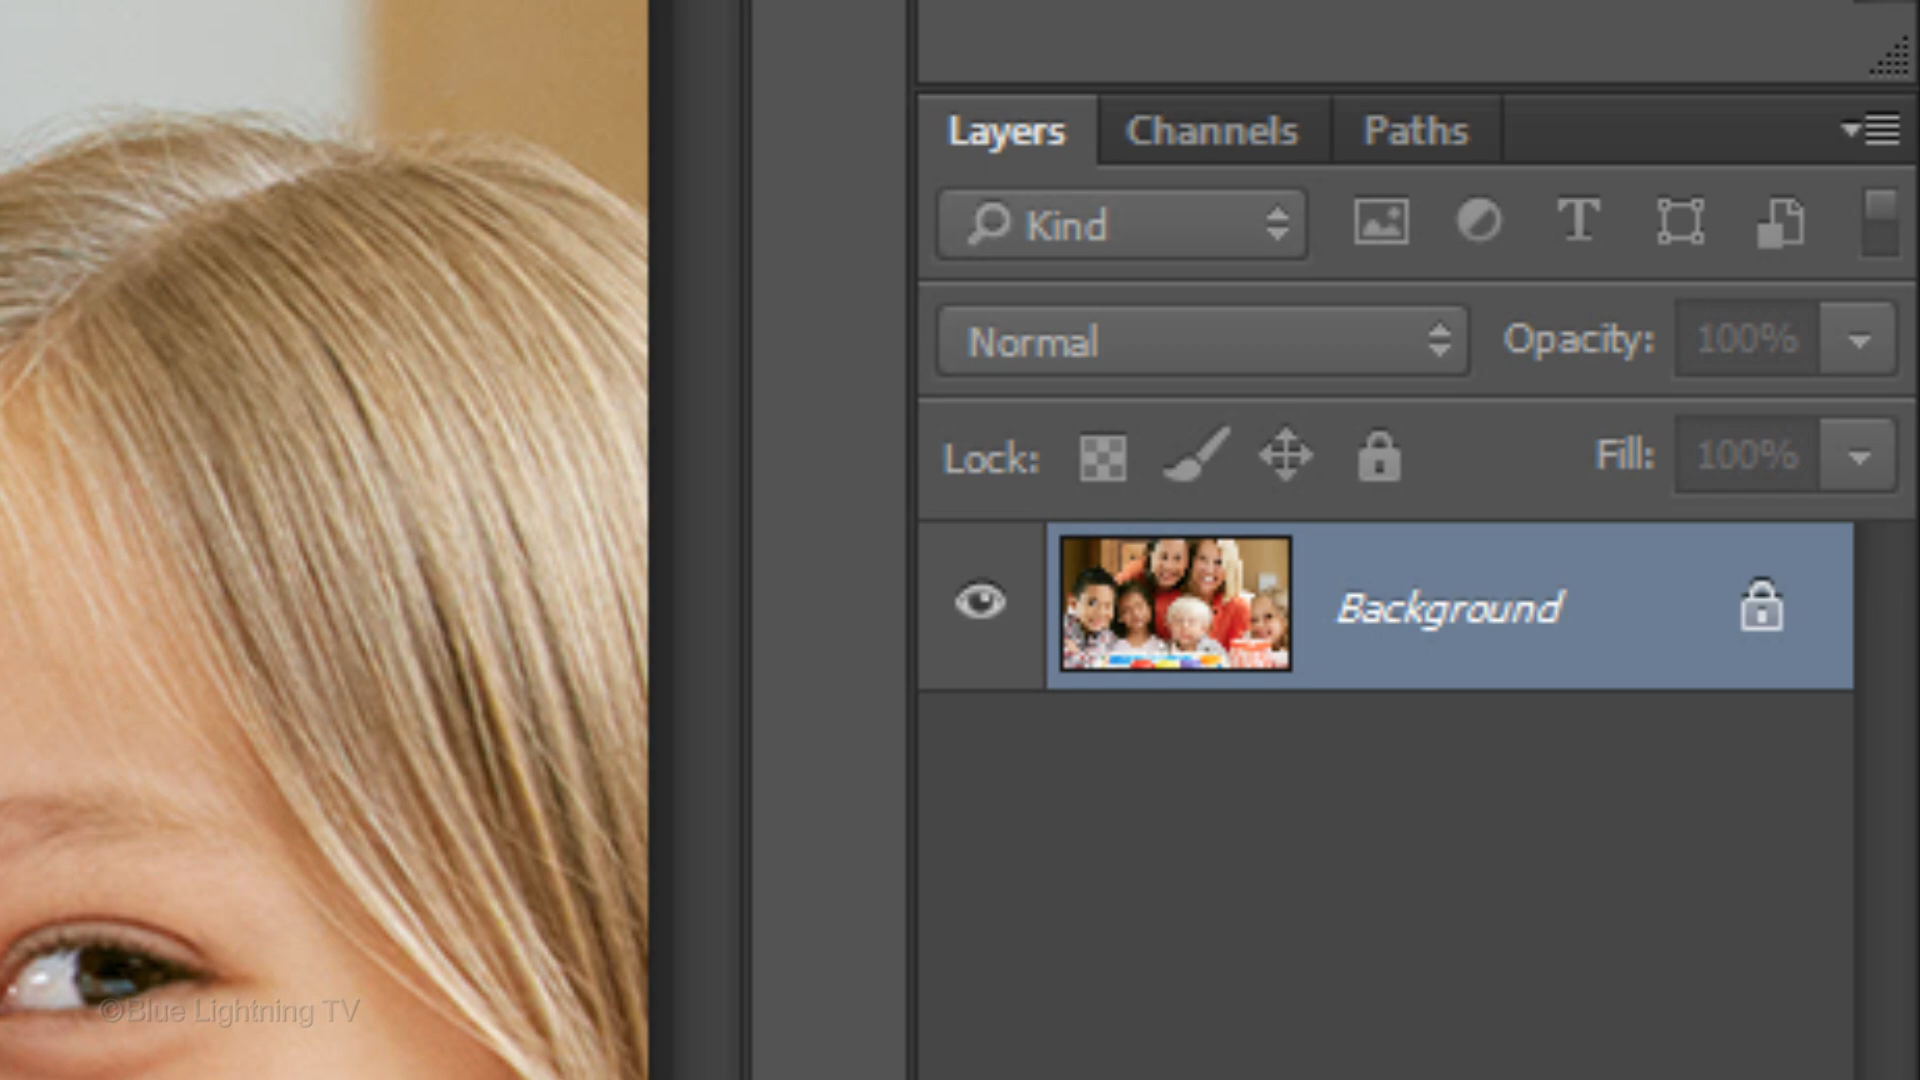 Layers Channels Paths
Kind T
Normal Opacity: 100%
Lock: Fill: 100%
Background
©Blue Lightning TV